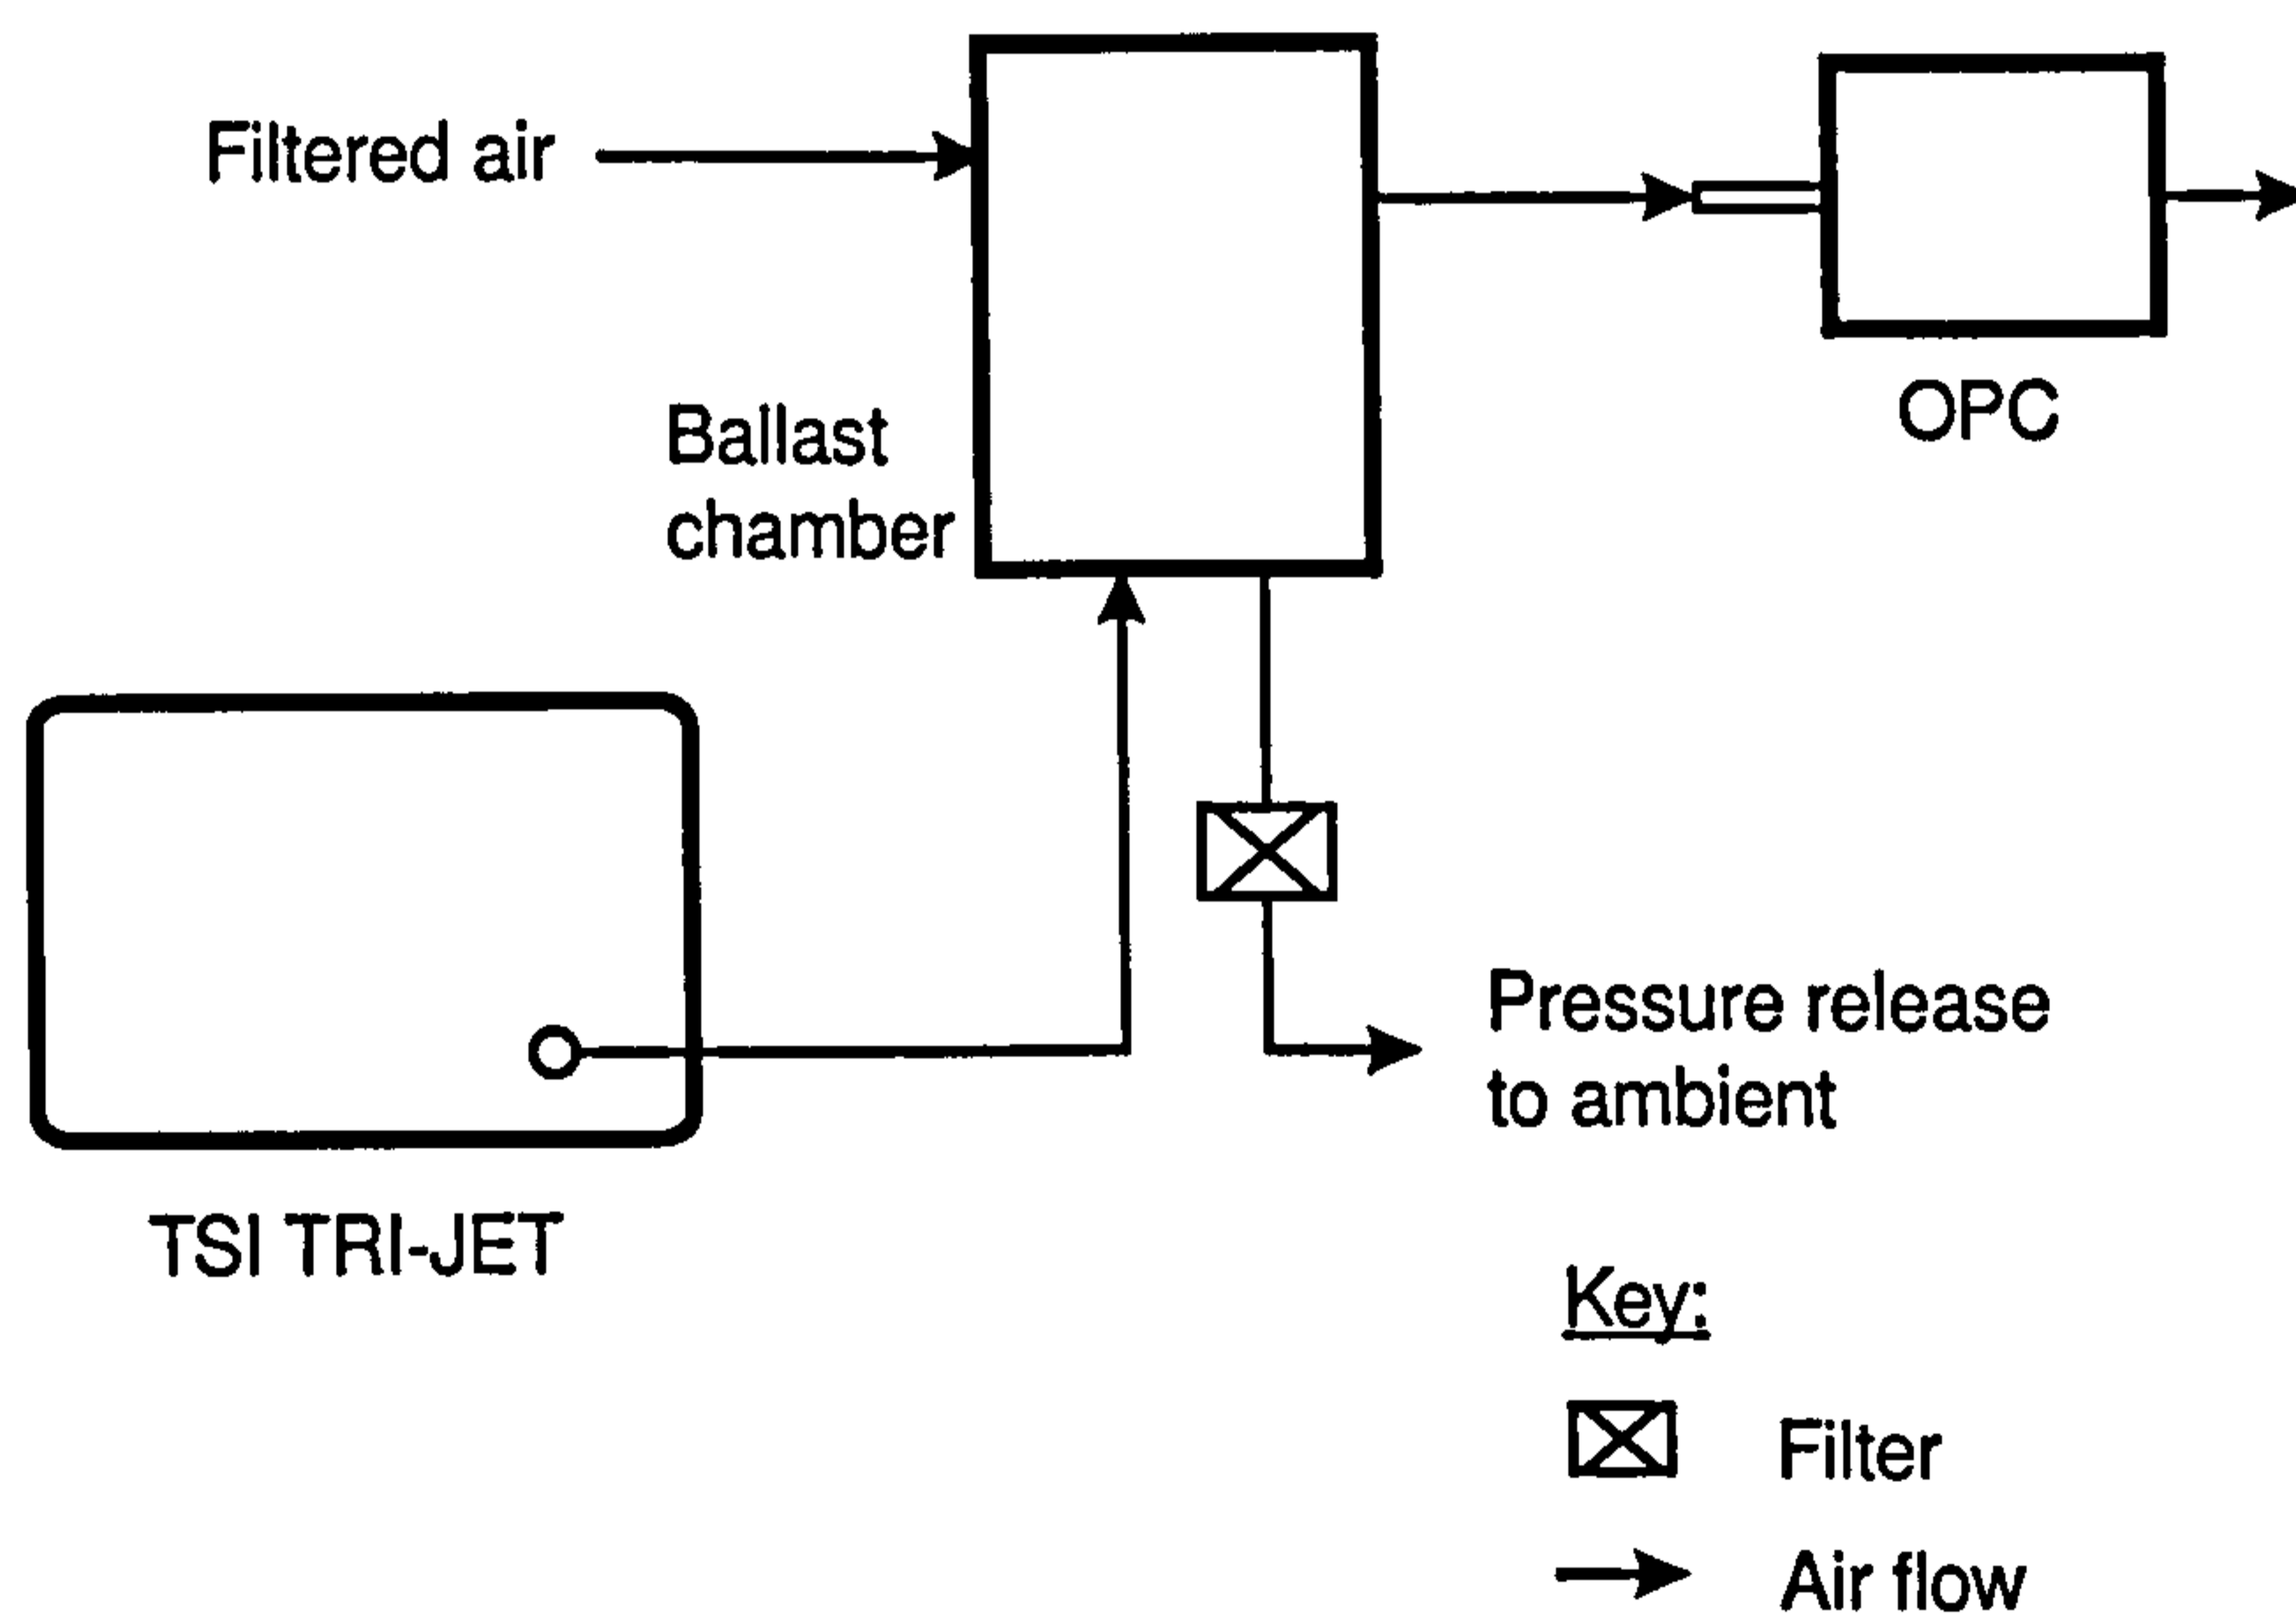 Filtered air
Ballast
chamber
OPC
Pressure release
to ambient
TSI TRI-JET
Key:
Filter
Air flow